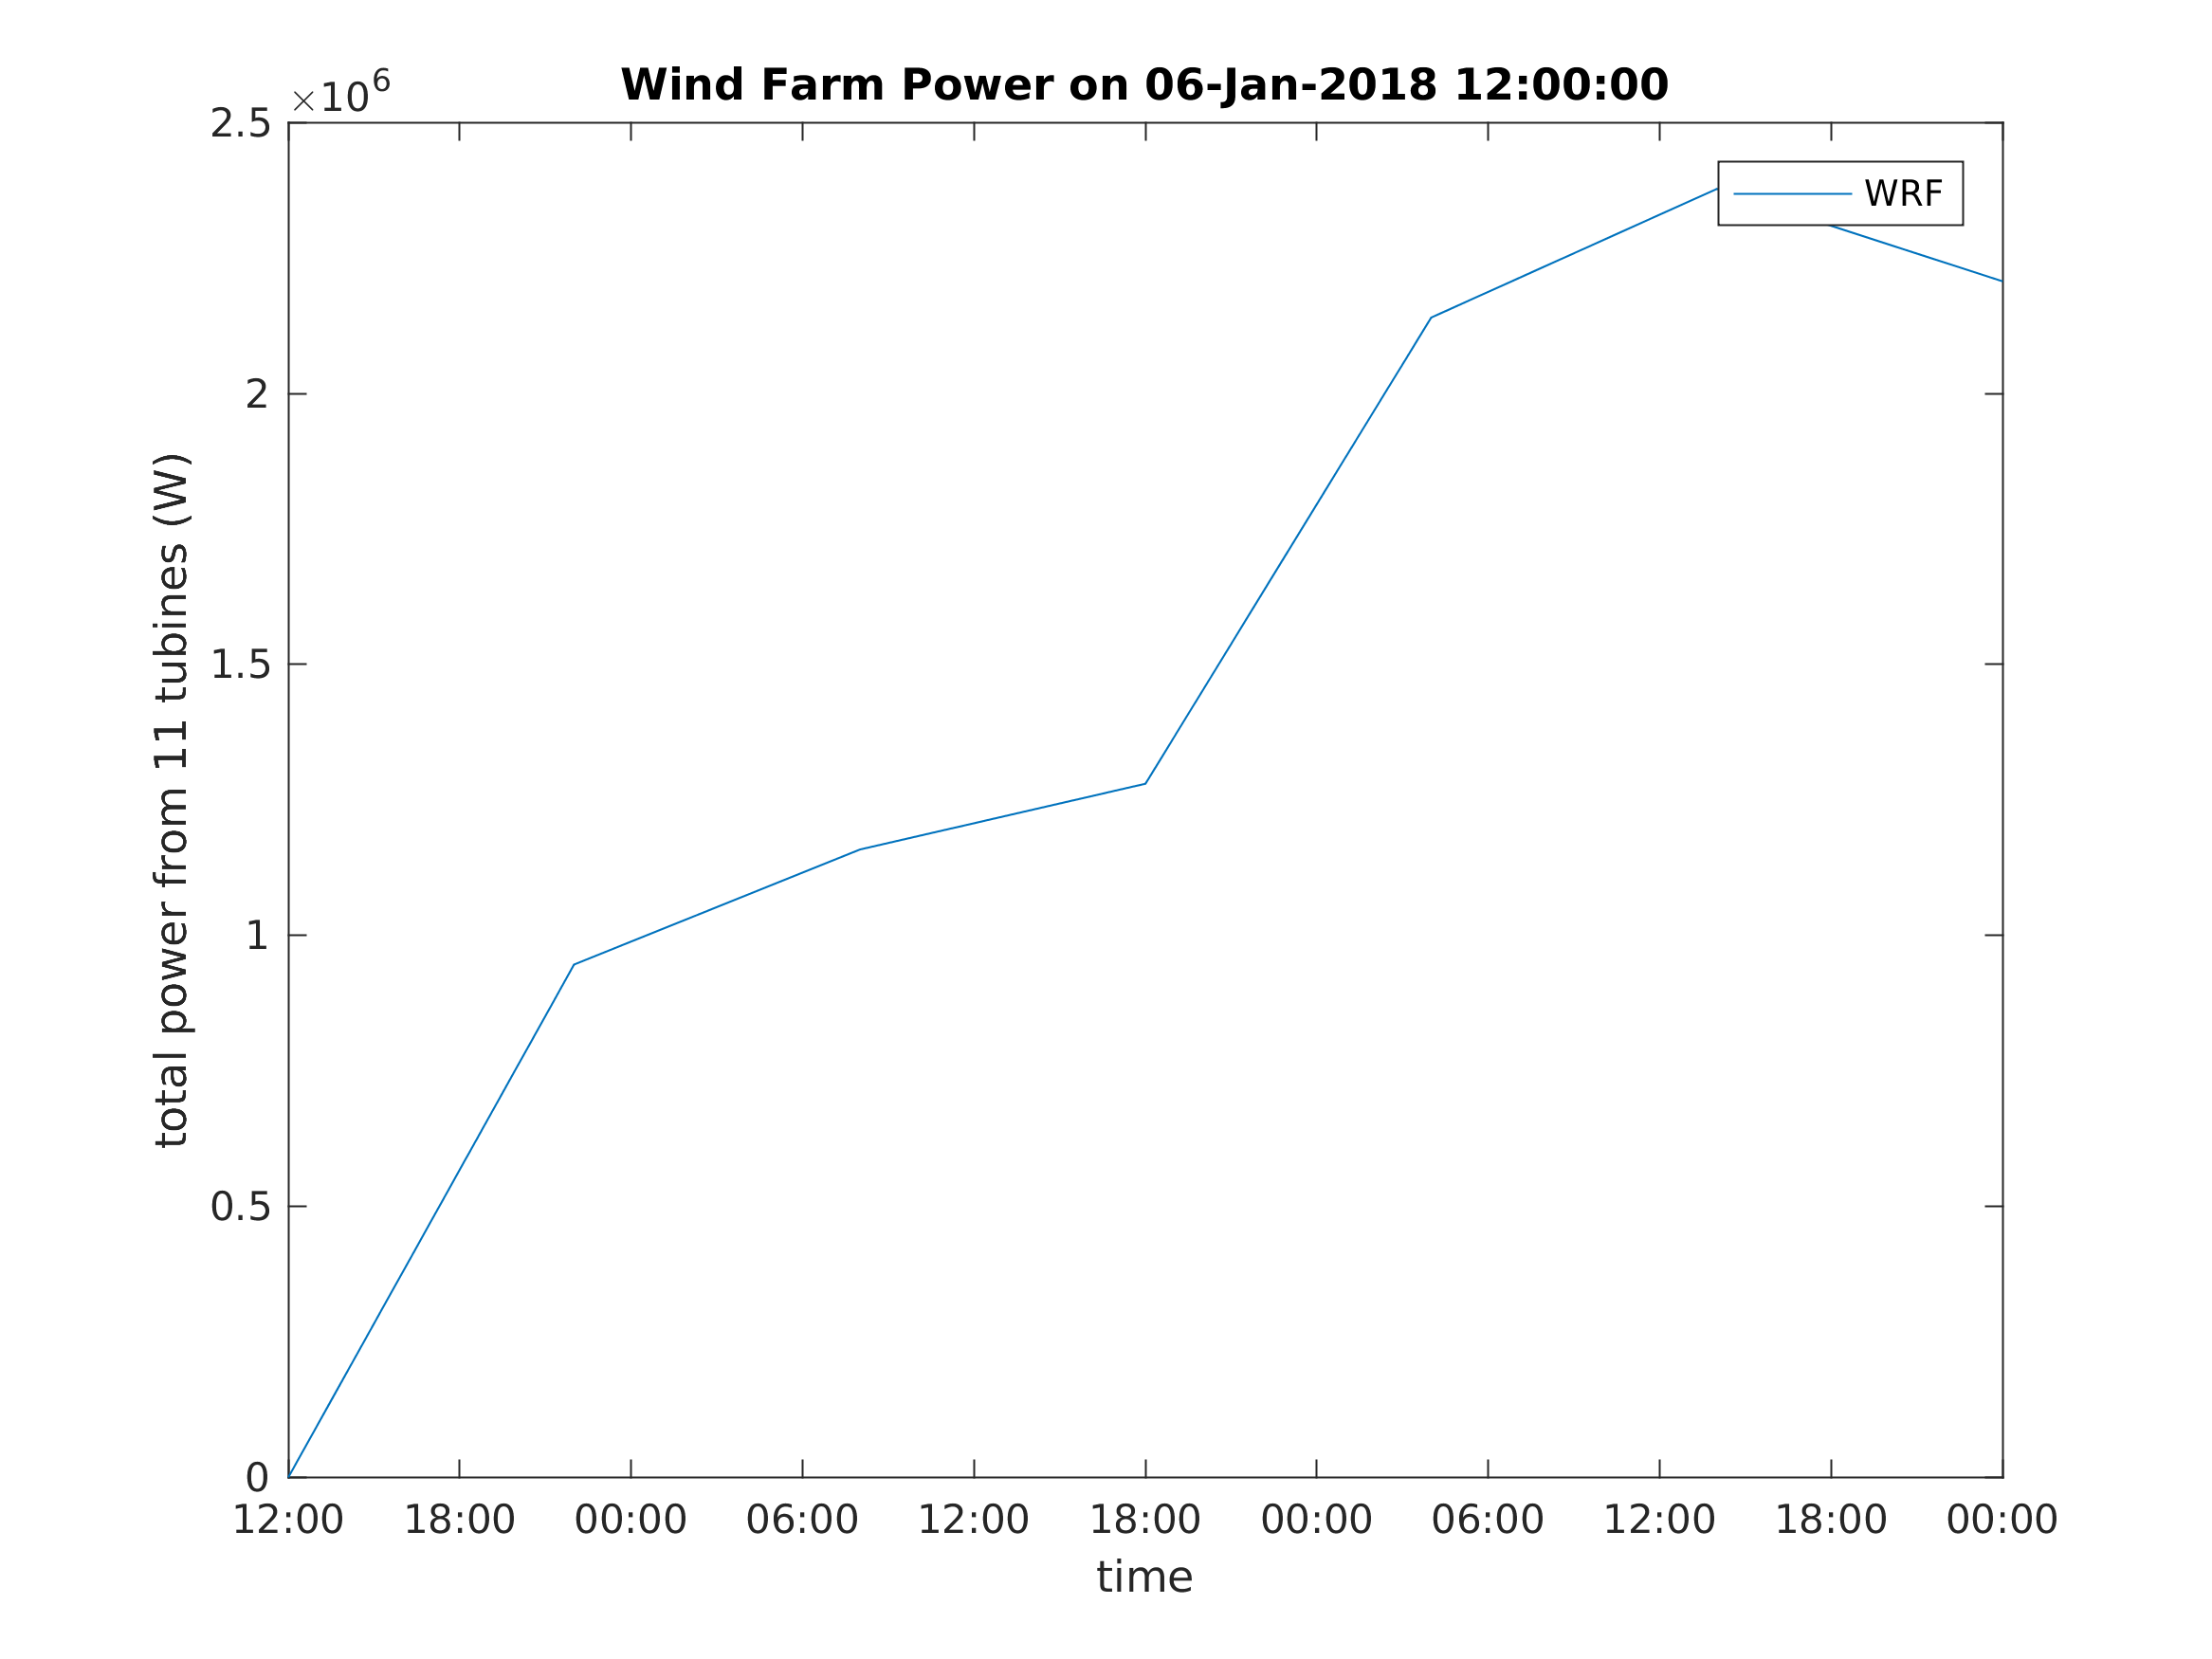 Wind Farm Power on 06-Jan-2018 12:00:00
×10^6
2.5
2
1.5
1
0.5
0
total power from 11 tubines (W)
WRF
12:00 18:00 00:00 06:00 12:00 18:00 00:00 06:00 12:00 18:00 00:00
time